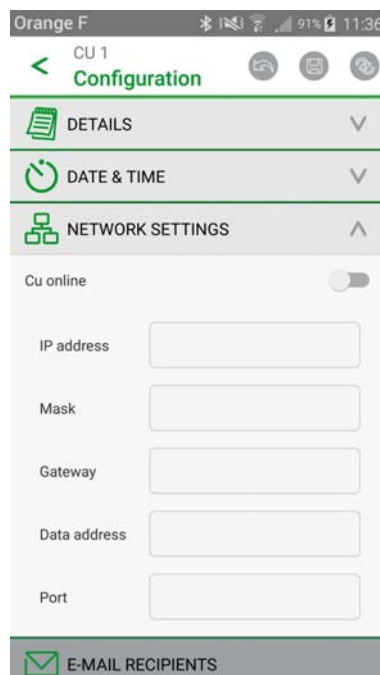 Orange F 91% 11:36
CU 1
Configuration
DETAILS
DATE & TIME
NETWORK SETTINGS
Cu online
IP address
Mask
Gateway
Data address
Port
E-MAIL RECIPIENTS